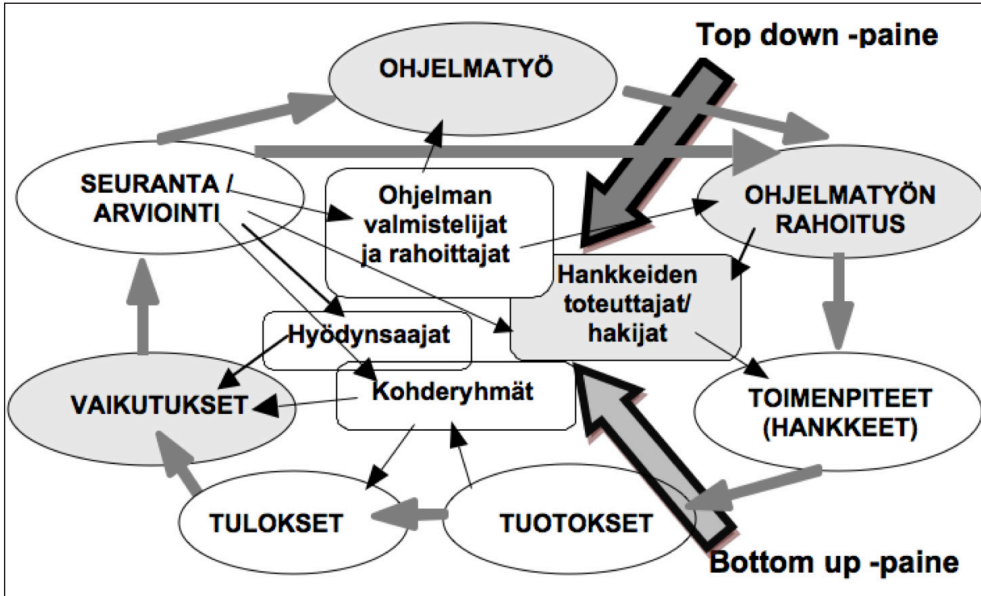 Top down -paine
OHJELMATYÖ
SEURANTA /
ARVIOINTI
Ohjelman
valmistelijat
ja rahoittajat
OHJELMATYÖN
RAHOITUS
Hankkeiden
toteuttajat/
hakijat
Hyödynsaajat
Kohderyhmät
VAIKUTUKSET
TOIMENPITEET
(HANKKEET)
TULOKSET
TUOTOKSET
Bottom up -paine